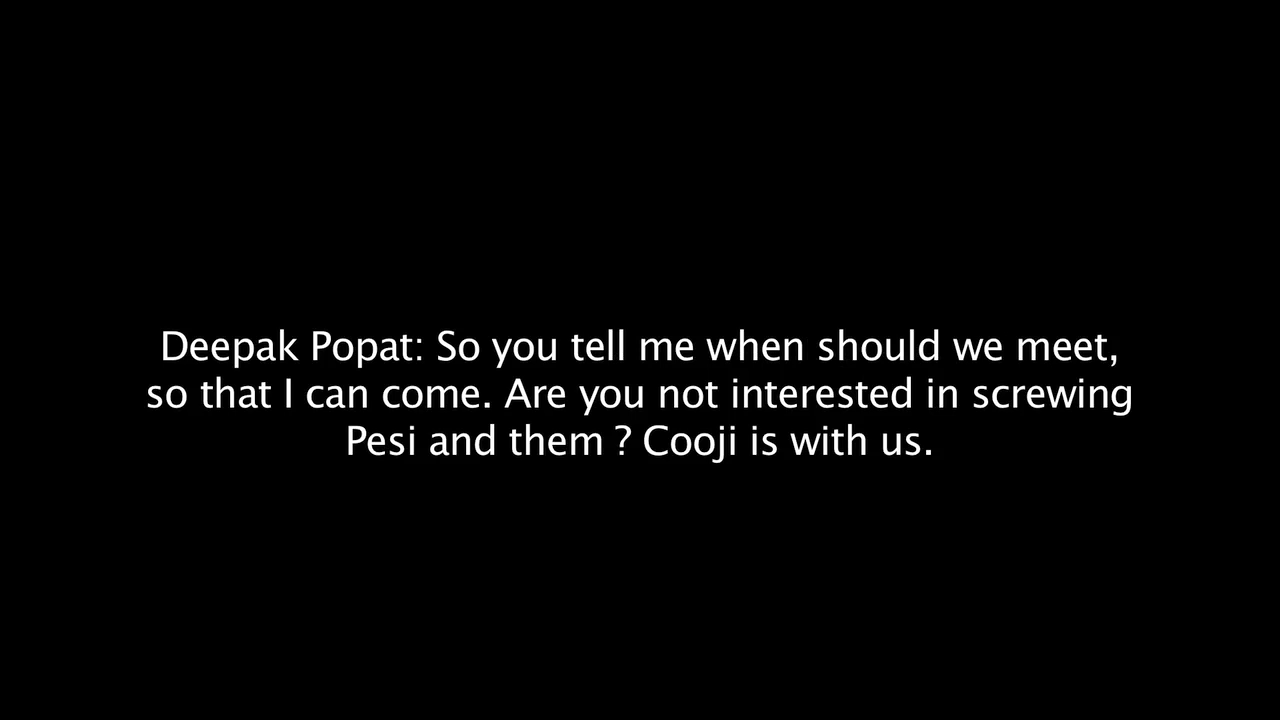 Deepak Popat: So you tell me when should we meet,
so that I can come. Are you not interested in screwing
Pesi and them ? Cooji is with us.